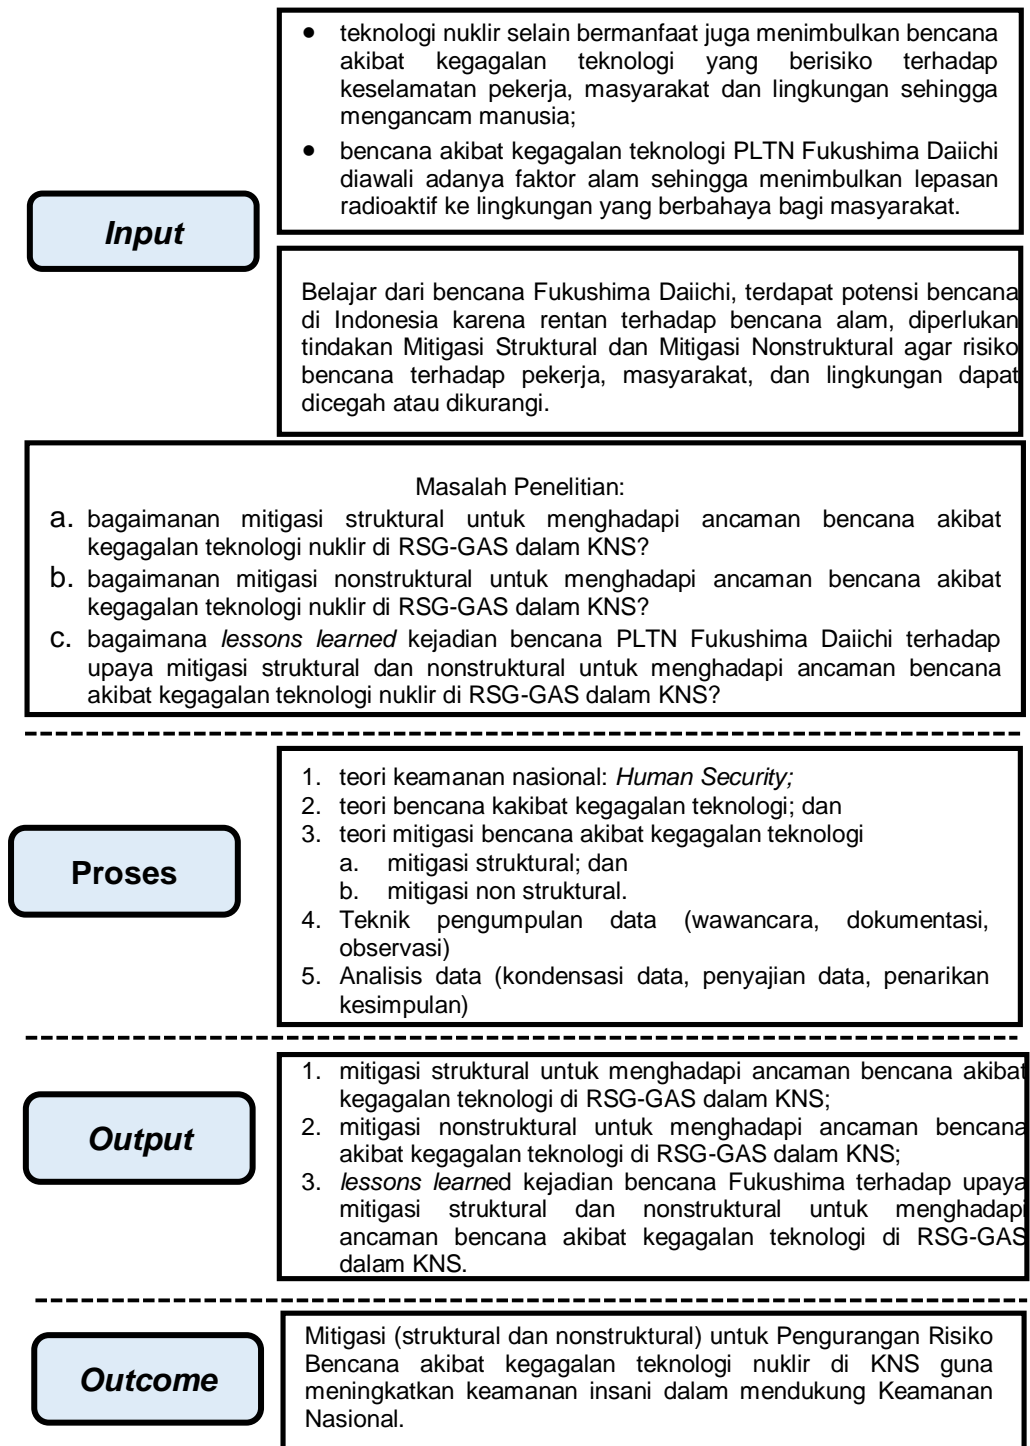 • teknologi nuklir selain bermanfaat juga menimbulkan bencana
akibat kegagalan teknologi yang berisiko terhadap
keselamatan pekerja, masyarakat dan lingkungan sehingga
mengancam manusia;
• bencana akibat kegagalan teknologi PLTN Fukushima Daiichi
diawali adanya faktor alam sehingga menimbulkan lepasan
radioaktif ke lingkungan yang berbahaya bagi masyarakat.
Input
Belajar dari bencana Fukushima Daiichi, terdapat potensi bencana
di Indonesia karena rentan terhadap bencana alam, diperlukan
tindakan Mitigasi Struktural dan Mitigasi Nonstruktural agar risiko
bencana terhadap pekerja, masyarakat, dan lingkungan dapat
dicegah atau dikurangi.
Masalah Penelitian:
a. bagaimanan mitigasi struktural untuk menghadapi ancaman bencana akibat
kegagalan teknologi nuklir di RSG-GAS dalam KNS?
b. bagaimanan mitigasi nonstruktural untuk menghadapi ancaman bencana akibat
kegagalan teknologi nuklir di RSG-GAS dalam KNS?
c. bagaimana lessons learned kejadian bencana PLTN Fukushima Daiichi terhadap
upaya mitigasi struktural dan nonstruktural untuk menghadapi ancaman bencana
akibat kegagalan teknologi nuklir di RSG-GAS dalam KNS?
Proses
1. teori keamanan nasional: Human Security;
2. teori bencana kakibat kegagalan teknologi; dan
3. teori mitigasi bencana akibat kegagalan teknologi
a. mitigasi struktural; dan
b. mitigasi non struktural.
4. Teknik pengumpulan data (wawancara, dokumentasi,
observasi)
5. Analisis data (kondensasi data, penyajian data, penarikan
kesimpulan)
Output
1. mitigasi struktural untuk menghadapi ancaman bencana akibat
kegagalan teknologi di RSG-GAS dalam KNS;
2. mitigasi nonstruktural untuk menghadapi ancaman bencana
akibat kegagalan teknologi di RSG-GAS dalam KNS;
3. lessons learned kejadian bencana Fukushima terhadap upaya
mitigasi struktural dan nonstruktural untuk menghadapi
ancaman bencana akibat kegagalan teknologi di RSG-GAS
dalam KNS.
Outcome
Mitigasi (struktural dan nonstruktural) untuk Pengurangan Risiko
Bencana akibat kegagalan teknologi nuklir di KNS guna
meningkatkan keamanan insani dalam mendukung Keamanan
Nasional.